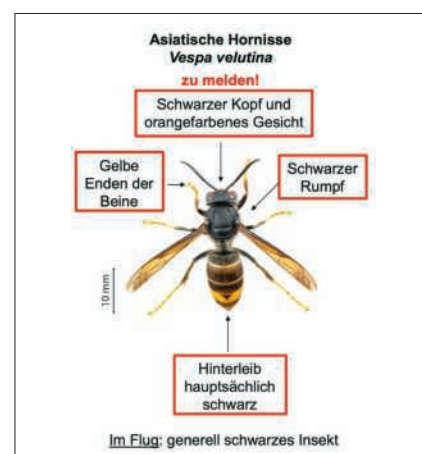 Asiatische Hornisse
Vespa velutina
zu melden!
Schwarzer Kopf und
orangefarbenes Gesicht
Gelbe
Enden der
Beine
Schwarzer
Rumpf
10 mm
Hinterleib
hauptsächlich
schwarz
Im Flug: generell schwarzes Insekt